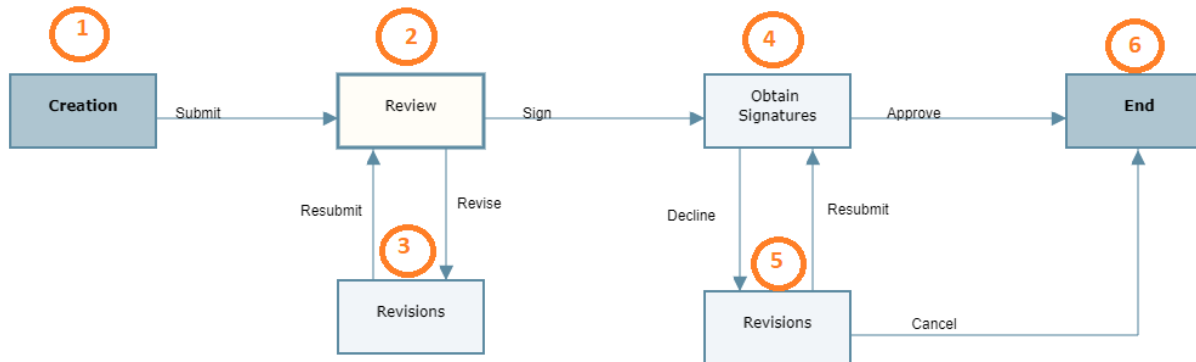 1
2
4
6
Creation
Submit
Review
Sign
Obtain
Signatures
Approve
End
Resubmit
Revise
Decline
Resubmit
3
5
Revisions
Revisions
Cancel